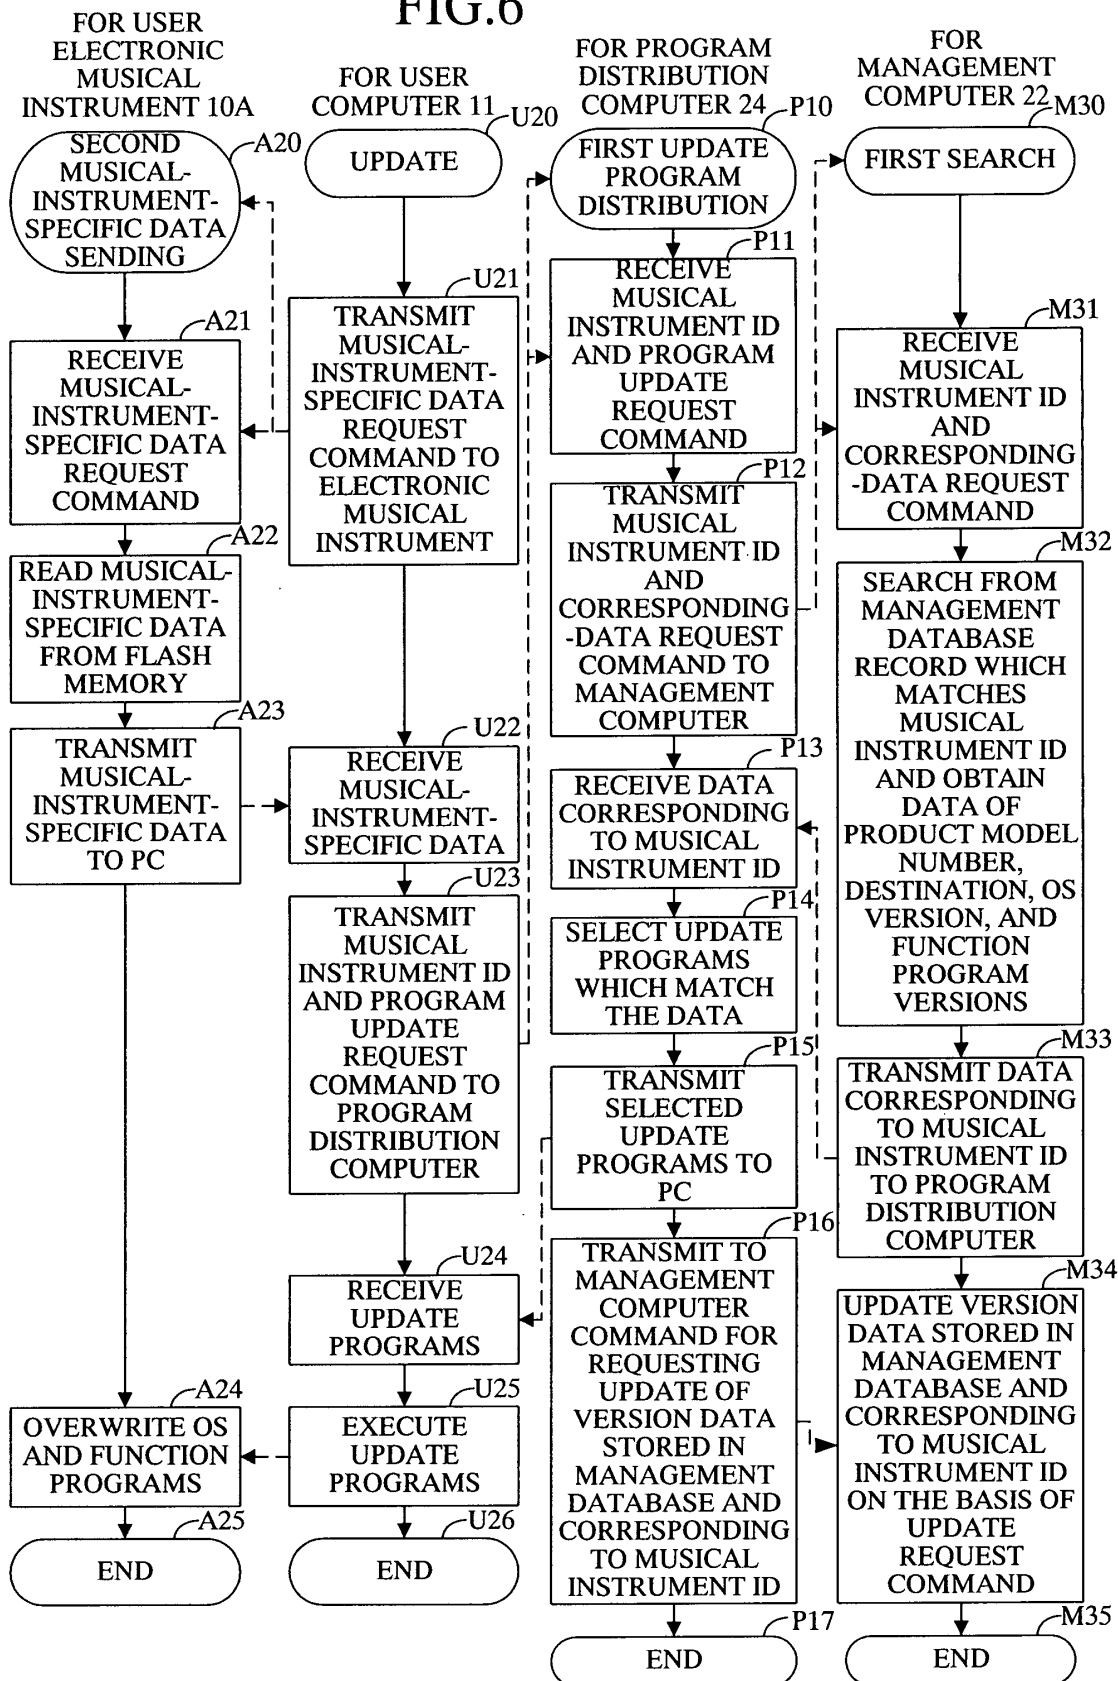 FIG.6
FOR USER
ELECTRONIC
MUSICAL
INSTRUMENT 10A
SECOND
MUSICAL-
INSTRUMENT-
SPECIFIC DATA
SENDING
A20
A21
RECEIVE
MUSICAL-
INSTRUMENT-
SPECIFIC DATA
REQUEST
COMMAND
A22
READ MUSICAL-
INSTRUMENT-
SPECIFIC DATA
FROM FLASH
MEMORY
A23
TRANSMIT
MUSICAL-
INSTRUMENT-
SPECIFIC DATA
TO PC
A24
OVERWRITE OS
AND FUNCTION
PROGRAMS
A25
END
FOR USER
COMPUTER 11
U20
UPDATE
U21
TRANSMIT
MUSICAL-
INSTRUMENT-
SPECIFIC DATA
REQUEST
COMMAND TO
ELECTRONIC
MUSICAL
INSTRUMENT
U22
RECEIVE
MUSICAL-
INSTRUMENT-
SPECIFIC DATA
U23
TRANSMIT
MUSICAL
INSTRUMENT ID
AND PROGRAM
UPDATE
REQUEST
COMMAND TO
PROGRAM
DISTRIBUTION
COMPUTER
U24
RECEIVE
UPDATE
PROGRAMS
U25
EXECUTE
UPDATE
PROGRAMS
U26
END
FOR PROGRAM
DISTRIBUTION
COMPUTER 24
P10
FIRST UPDATE
PROGRAM
DISTRIBUTION
P11
RECEIVE
MUSICAL
INSTRUMENT ID
AND PROGRAM
UPDATE
REQUEST
COMMAND
P12
TRANSMIT
MUSICAL
INSTRUMENT ID
AND
CORRESPONDING
-DATA REQUEST
COMMAND TO
MANAGEMENT
COMPUTER
P13
RECEIVE DATA
CORRESPONDING
TO MUSICAL
INSTRUMENT ID
P14
SELECT UPDATE
PROGRAMS
WHICH MATCH
THE DATA
P15
TRANSMIT
SELECTED
UPDATE
PROGRAMS TO
PC
P16
TRANSMIT TO
MANAGEMENT
COMPUTER
COMMAND FOR
REQUESTING
UPDATE OF
VERSION DATA
STORED IN
MANAGEMENT
DATABASE AND
CORRESPONDING
TO MUSICAL
INSTRUMENT ID
P17
END
FOR
MANAGEMENT
COMPUTER 22
M30
FIRST SEARCH
M31
RECEIVE
MUSICAL
INSTRUMENT ID
AND
CORRESPONDING
-DATA REQUEST
COMMAND
M32
SEARCH FROM
MANAGEMENT
DATABASE
RECORD WHICH
MATCHES
MUSICAL
INSTRUMENT ID
AND OBTAIN
DATA OF
PRODUCT MODEL
NUMBER,
DESTINATION, OS
VERSION, AND
FUNCTION
PROGRAM
VERSIONS
M33
TRANSMIT DATA
CORRESPONDING
TO MUSICAL
INSTRUMENT ID
TO PROGRAM
DISTRIBUTION
COMPUTER
M34
UPDATE VERSION
DATA STORED IN
MANAGEMENT
DATABASE AND
CORRESPONDING
TO MUSICAL
INSTRUMENT ID
ON THE BASIS OF
UPDATE
REQUEST
COMMAND
M35
END